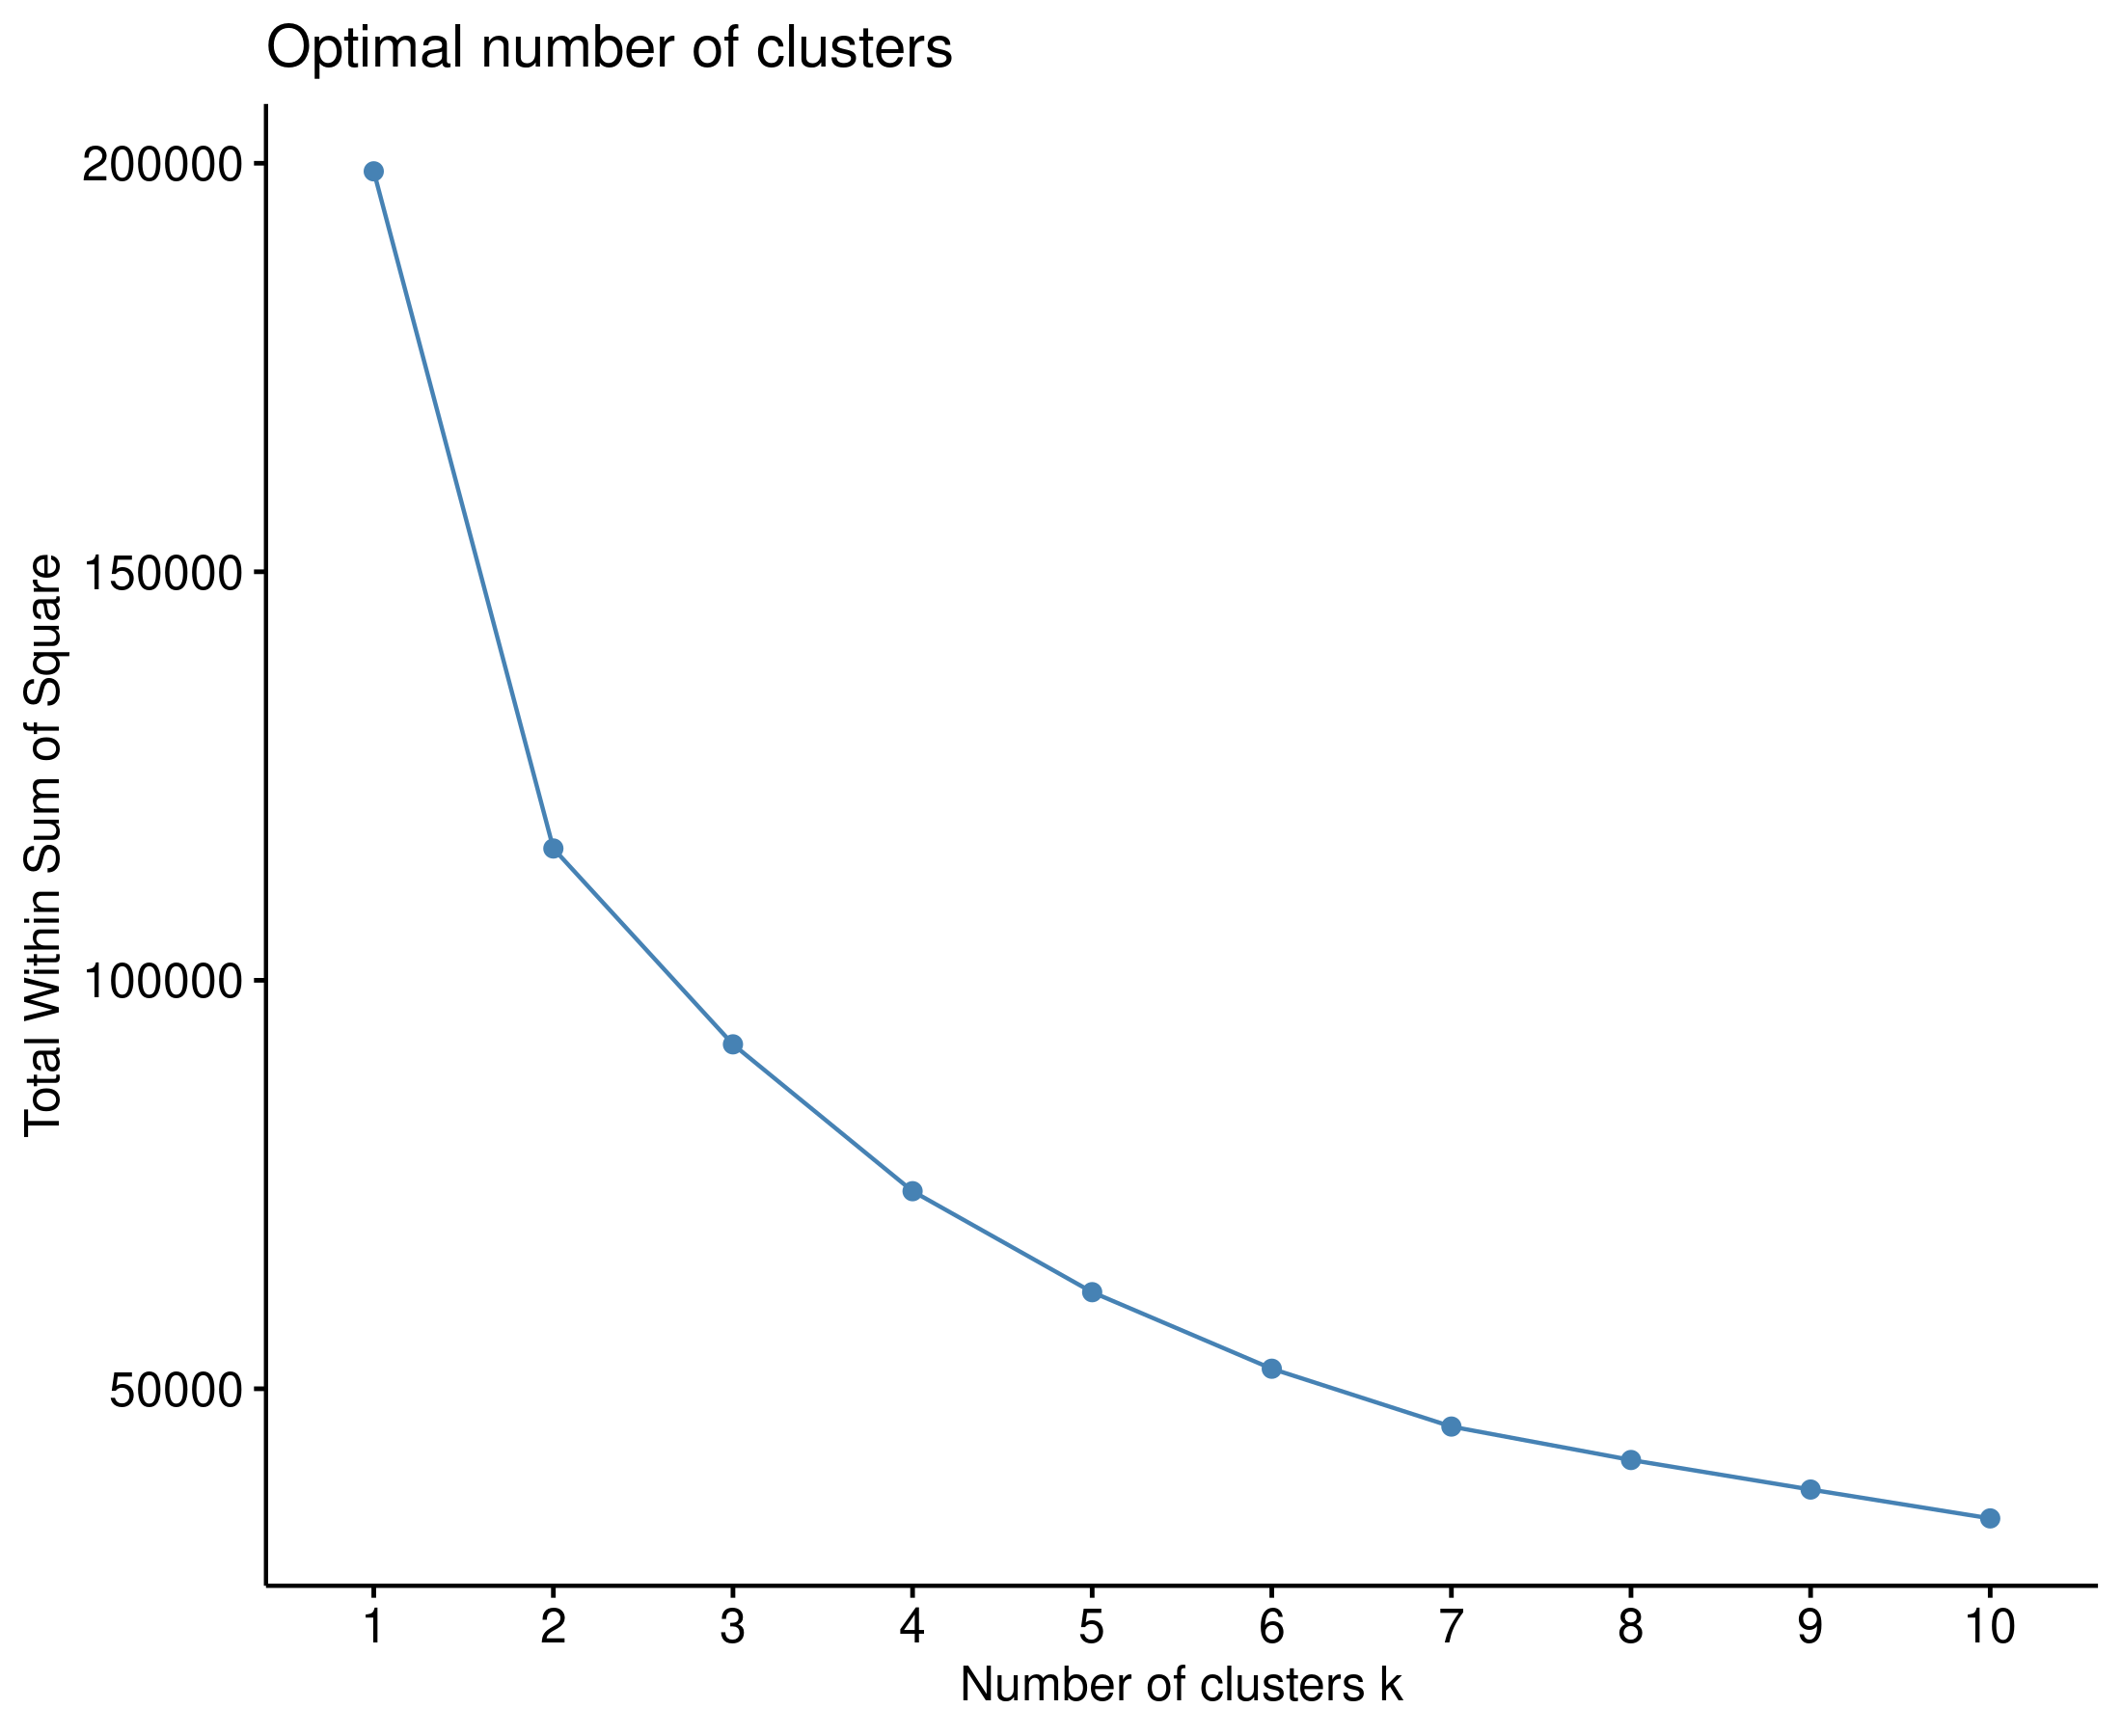 Optimal number of clusters
Total Within Sum of Square
200000
150000
100000
50000
1 2 3 4 5 6 7 8 9 10
Number of clusters k